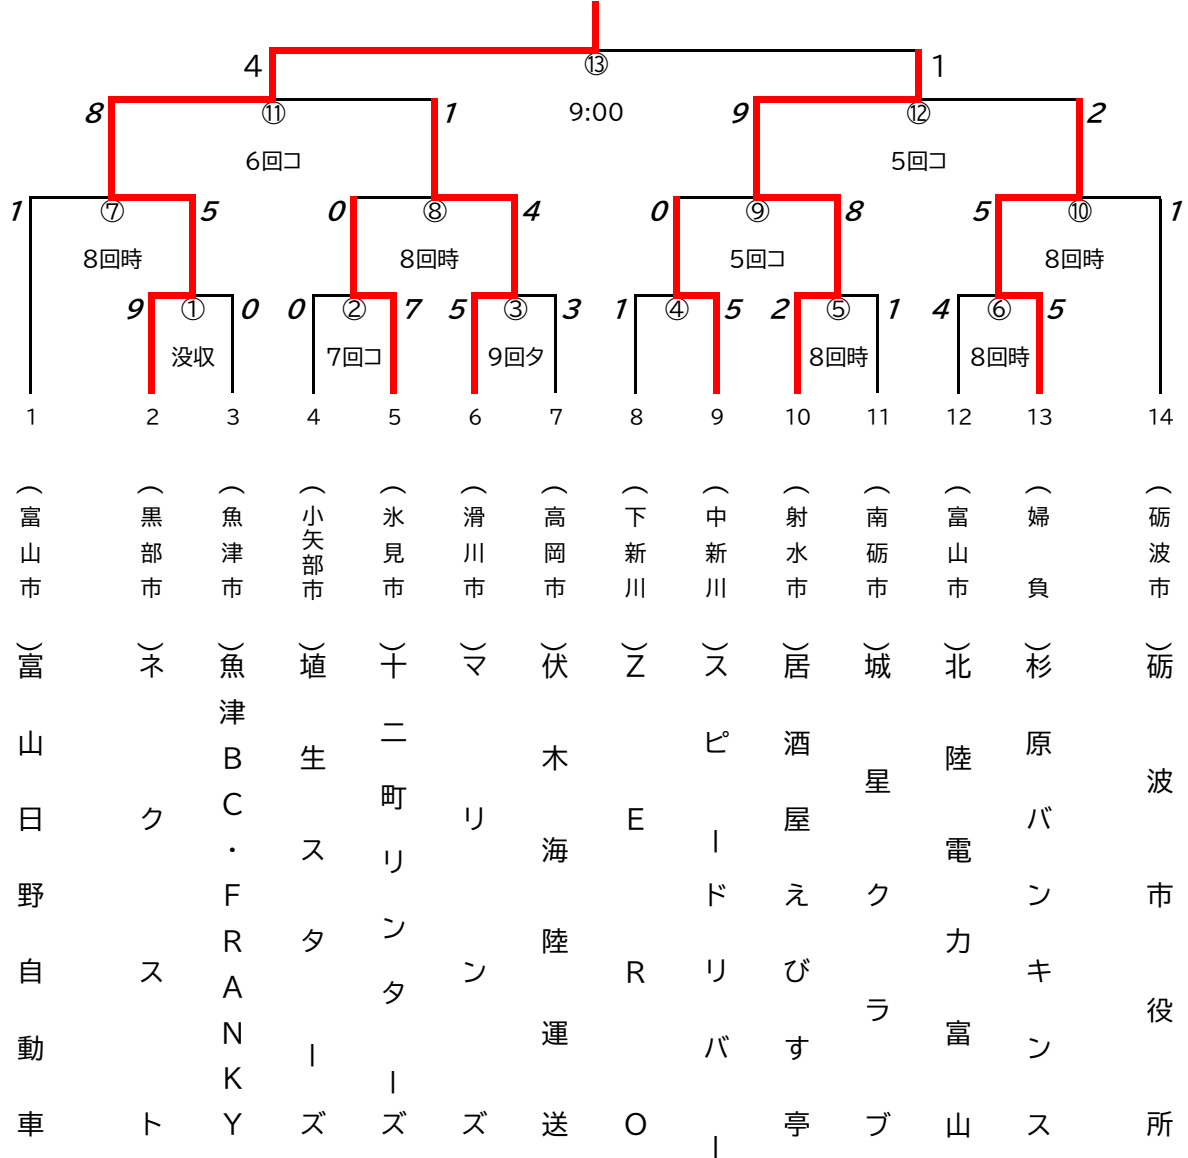 4 ⑬ 1
8 ⑪ 1 9:00 9 ⑫ 2
6回コ 5回コ
1 ⑦ 5 0 ⑧ 4 0 ⑨ 8 5 ⑩ 1
8回時 8回時 5回コ 8回時
9 ① 0 0 ② 7 5 ③ 3 1 ④ 5 2 ⑤ 1 4 ⑥ 5
没収 7回コ 9回タ 8回時 8回時
1 2 3 4 5 6 7 8 9 10 11 12 13 14
（富山市）富山日野自動車
（黒部市）ネクスト
（魚津市）魚津BC・FRANKY
（小矢部市）埴生スターズ
（氷見市）十二町リンターズ
（滑川市）マリンズ
（高岡市）伏木海陸運送
（下新川）ZERO
（中新川）スピードリバー
（射水市）居酒屋えびす亭
（南砺市）城星クラブ
（富山市）北陸電力富山
（婦負）杉原バンキンス
（砺波市）砺波市役所